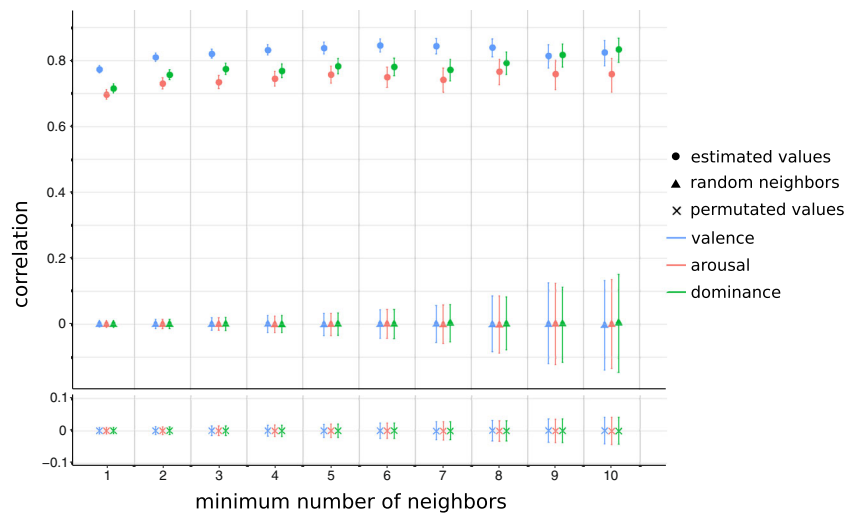 0.8
0.6
0.4
0.2
0
correlation
0.1
0
−0.1
1 2 3 4 5 6 7 8 9 10
minimum number of neighbors
estimated values
random neighbors
permutated values
valence
arousal
dominance